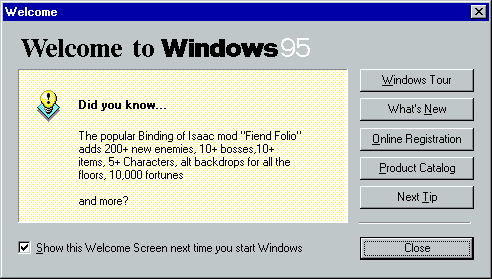 Welcome
Welcome to Windows95
Did you know...
The popular Binding of Isaac mod "Fiend Folio"
adds 200+ new enemies, 10+ bosses,10+
items, 5+ Characters, alt backdrops for all the
floors, 10,000 fortunes
and more?
Windows Tour
What's New
Online Registration
Product Catalog
Next Tip
Show this Welcome Screen next time you start Windows
Close